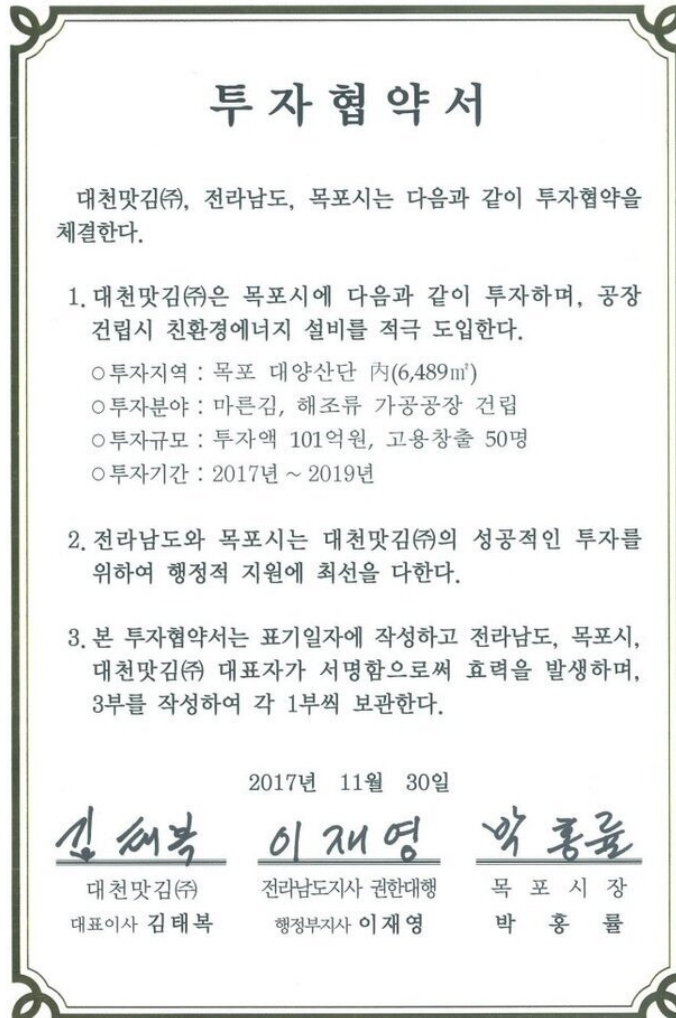 투자협약서
대천맛김㈜, 전라남도, 목포시는 다음과 같이 투자협약을
체결한다.
1. 대천맛김㈜은 목포시에 다음과 같이 투자하며, 공장
건립시 친환경에너지 설비를 적극 도입한다.
○투자지역 : 목포 대양산단 內(6,489㎡)
○투자분야 : 마른김, 해조류 가공공장 건립
○투자규모 : 투자액 101억원, 고용창출 50명
○투자기간 : 2017년 ~ 2019년
2. 전라남도와 목포시는 대천맛김㈜의 성공적인 투자를
위하여 행정적 지원에 최선을 다한다.
3. 본 투자협약서는 표기일자에 작성하고 전라남도, 목포시,
대천맛김㈜ 대표자가 서명함으로써 효력을 발생하며,
3부를 작성하여 각 1부씩 보관한다.
2017년 11월 30일
김태복 이재영 박홍률
대천맛김㈜ 전라남도지사 권한대행 목 포 시 장
대표이사 김태복 행정부지사 이재영 박 홍 률